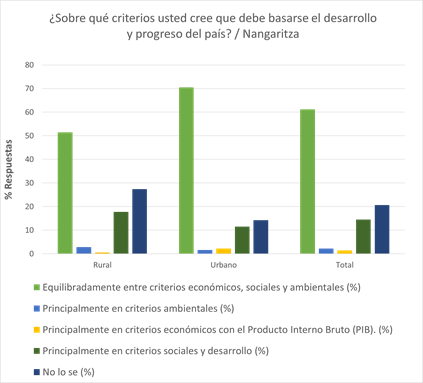 ¿Sobre qué criterios usted cree que debe basarse el desarrollo
y progreso del país? / Nangaritza
% Respuestas
80
70
60
50
40
30
20
10
0
Rural
Urbano
Total
Equilibradamente entre criterios económicos, sociales y ambientales (%)
Principalmente en criterios ambientales (%)
Principalmente en criterios económicos con el Producto Interno Bruto (PIB). (%)
Principalmente en criterios sociales y desarrollo (%)
No lo se (%)